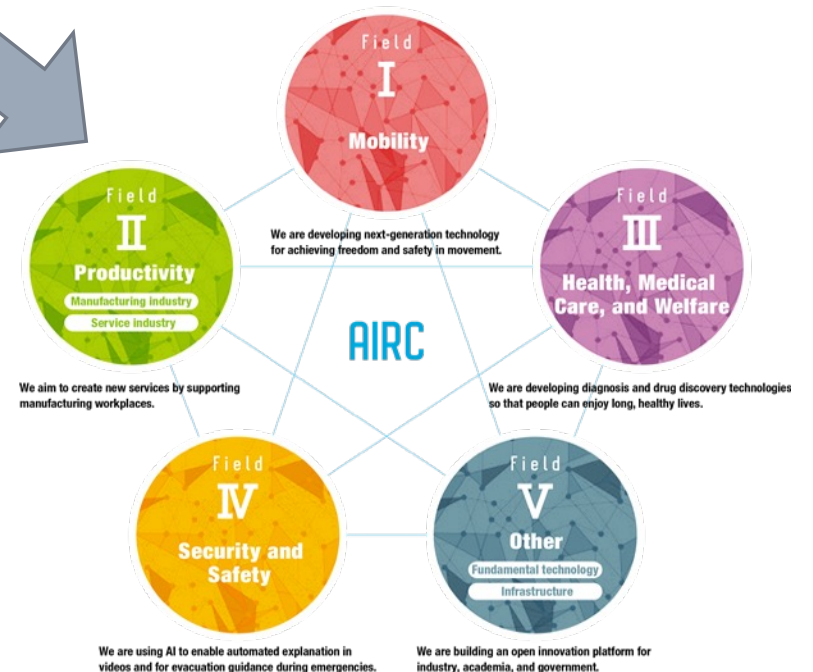 Field
I
Mobility
We are developing next-generation technology
for achieving freedom and safety in movement.
Field
II
Productivity
Manufacturing industry
Service industry
We aim to create new services by supporting
manufacturing workplaces.
Field
III
Health, Medical
Care, and Welfare
We are developing diagnosis and drug discovery technologies
so that people can enjoy long, healthy lives.
AIRC
Field
IV
Security and
Safety
We are using AI to enable automated explanation in
videos and for evacuation guidance during emergencies.
Field
V
Other
Fundamental technology
Infrastructure
We are building an open innovation platform for
industry, academia, and government.